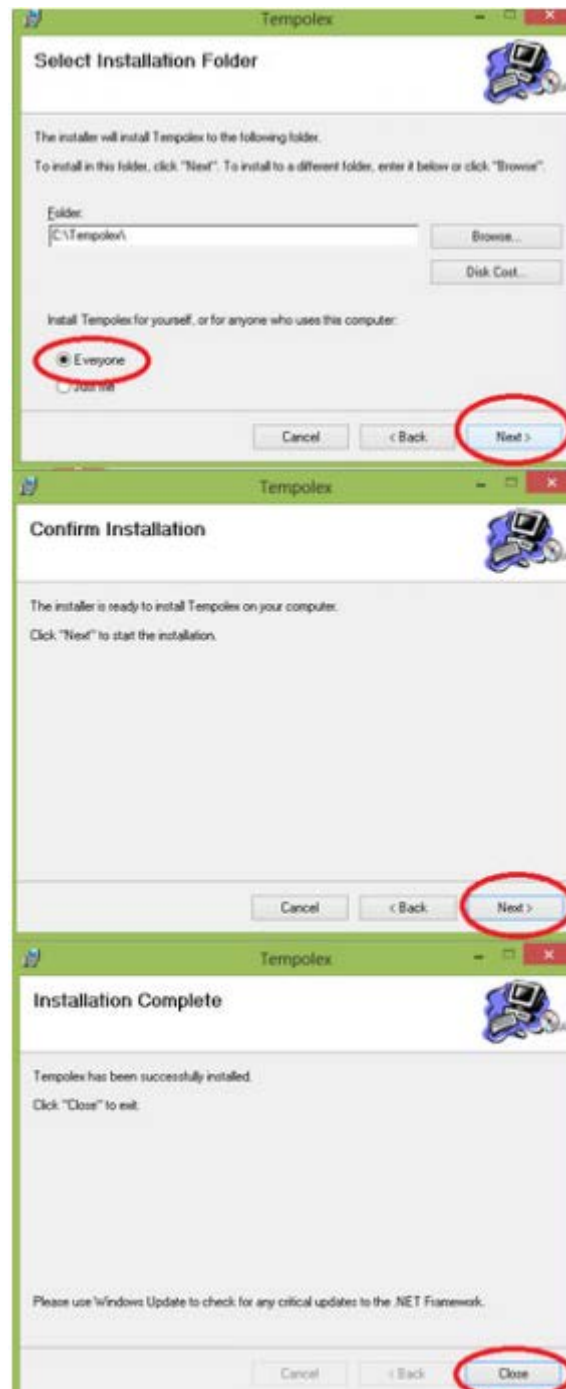 Tempolex
Select Installation Folder
The installer will install Tempolex to the following folder.
To install in this folder, click "Next". To install to a different folder, enter it below or click "Browse".
Folder:
C:\Tempolex\
Browse...
Disk Cost...
Install Tempolex for yourself, or for anyone who uses this computer:
Everyone
Just me
Cancel < Back Next >
Tempolex
Confirm Installation
The installer is ready to install Tempolex on your computer.
Click "Next" to start the installation.
Cancel < Back Next >
Tempolex
Installation Complete
Tempolex has been successfully installed.
Click "Close" to exit.
Please use Windows Update to check for any critical updates to the .NET Framework.
Cancel < Back Close